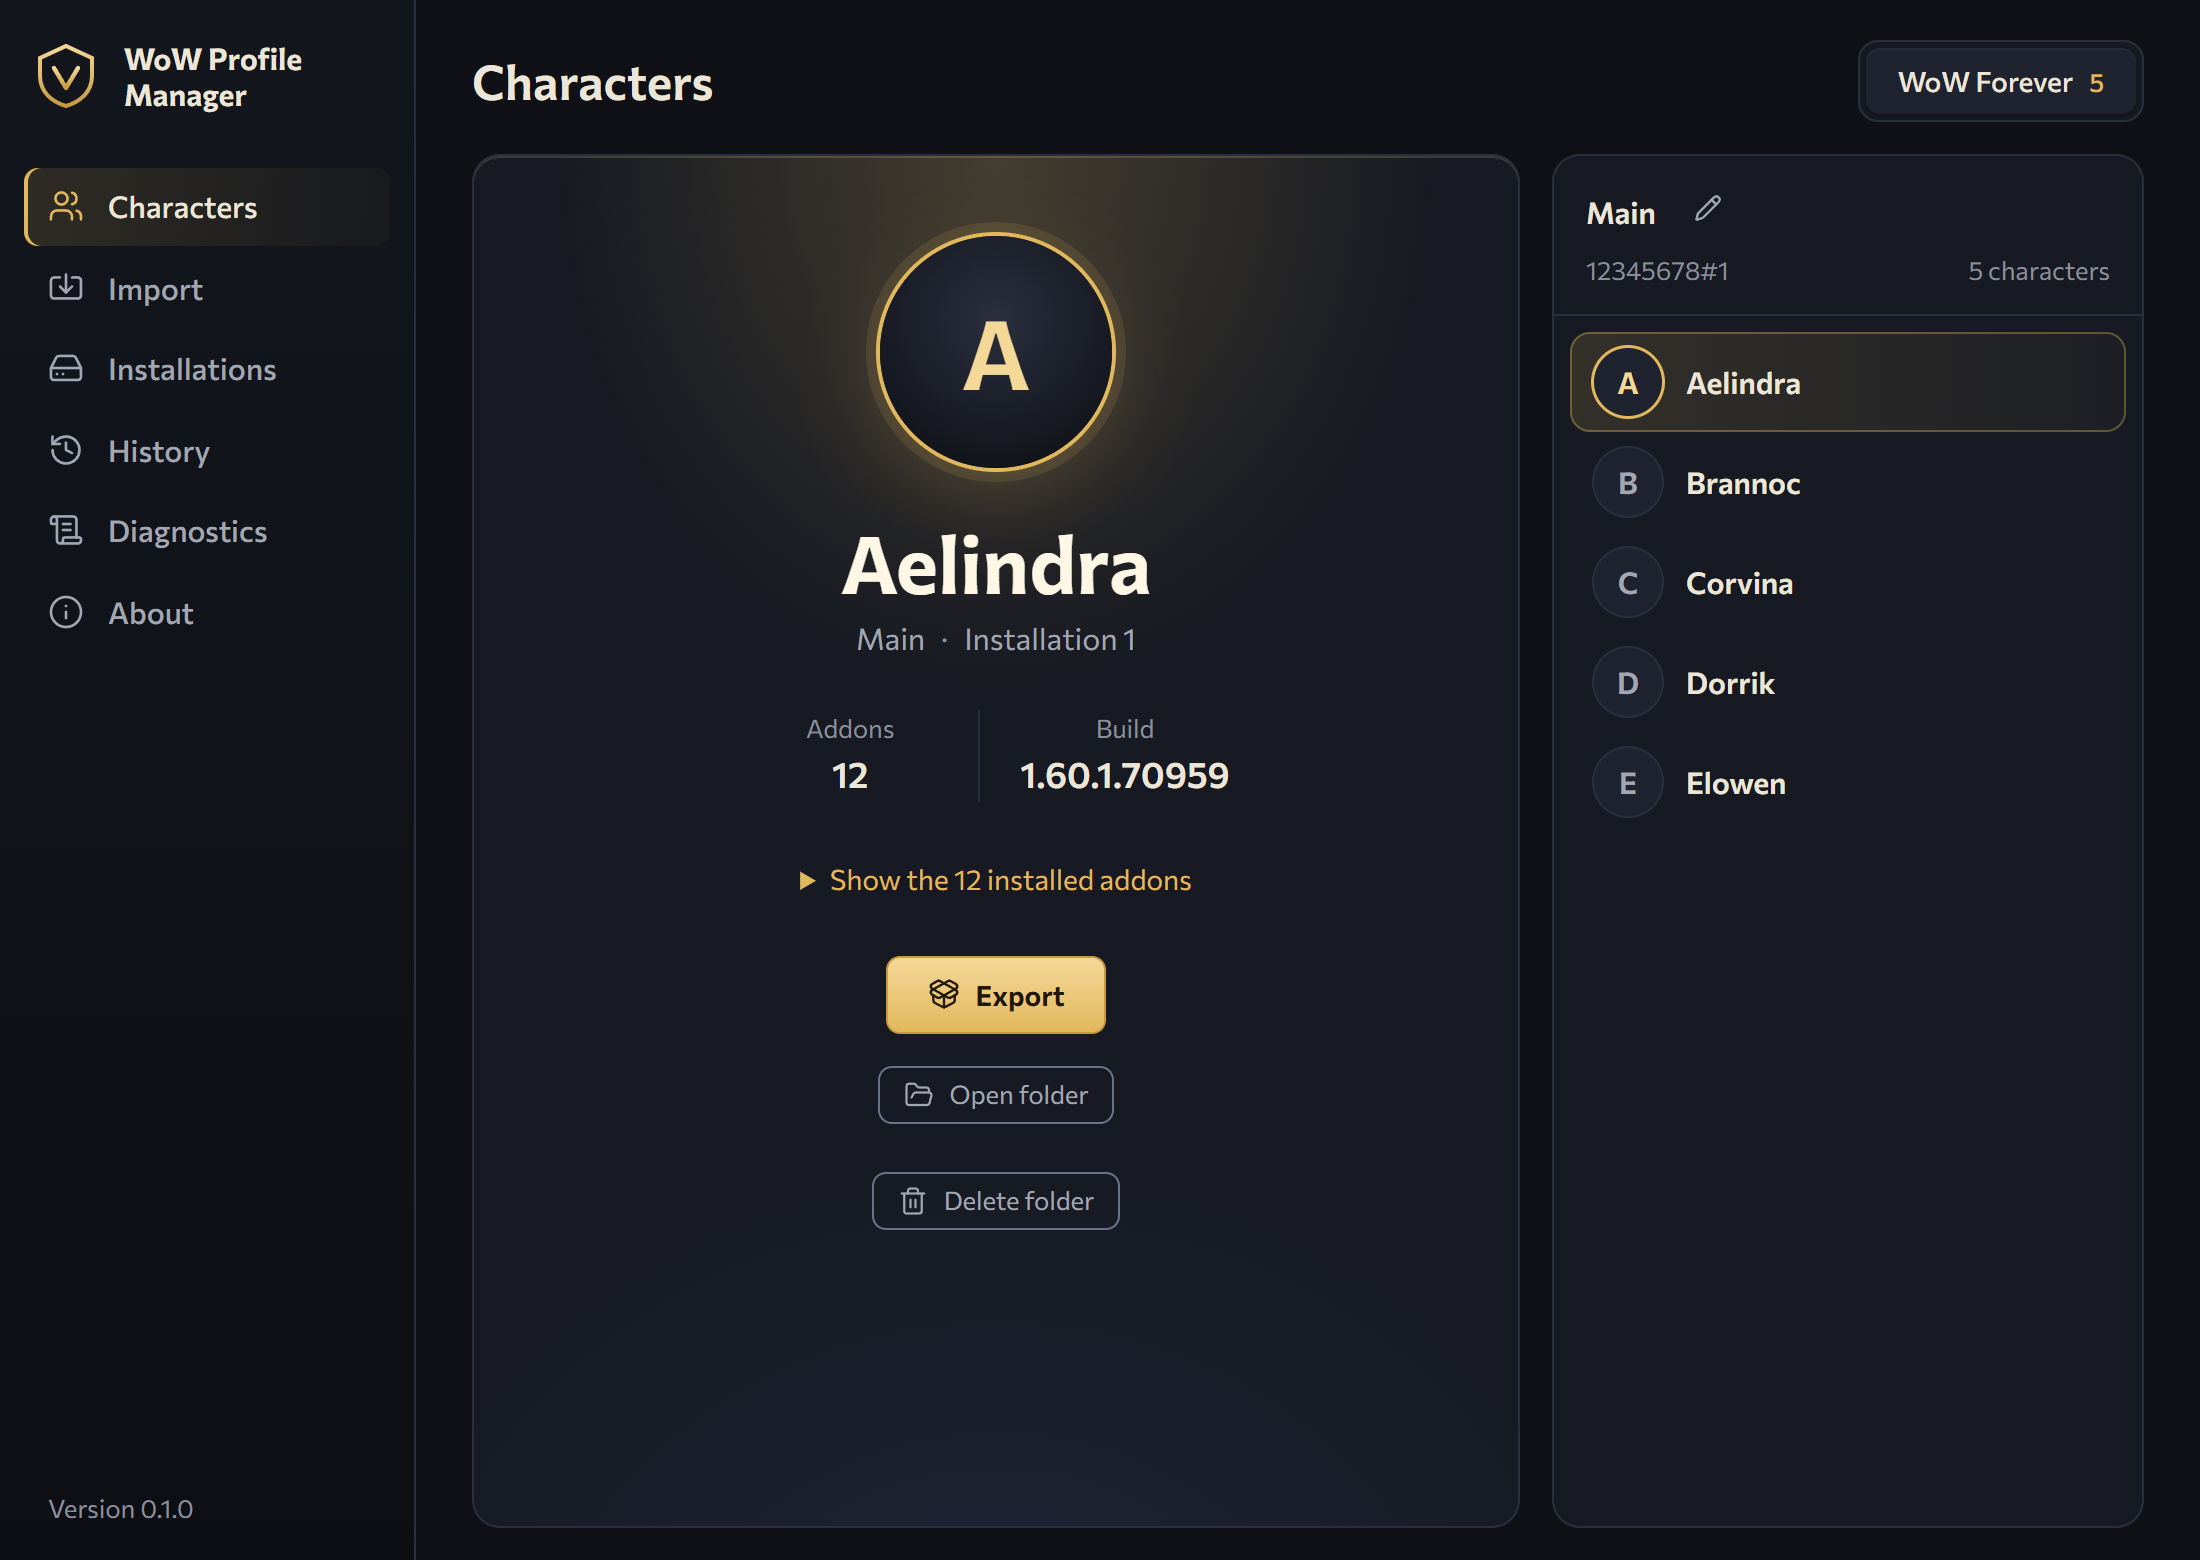 WoW Profile
Manager
Characters
Import
Installations
History
Diagnostics
About
Version 0.1.0
Characters
WoW Forever 5
A
Aelindra
Main · Installation 1
Addons
12
Build
1.60.1.70959
Show the 12 installed addons
Export
Open folder
Delete folder
Main
12345678#1
5 characters
A Aelindra
B Brannoc
C Corvina
D Dorrik
E Elowen